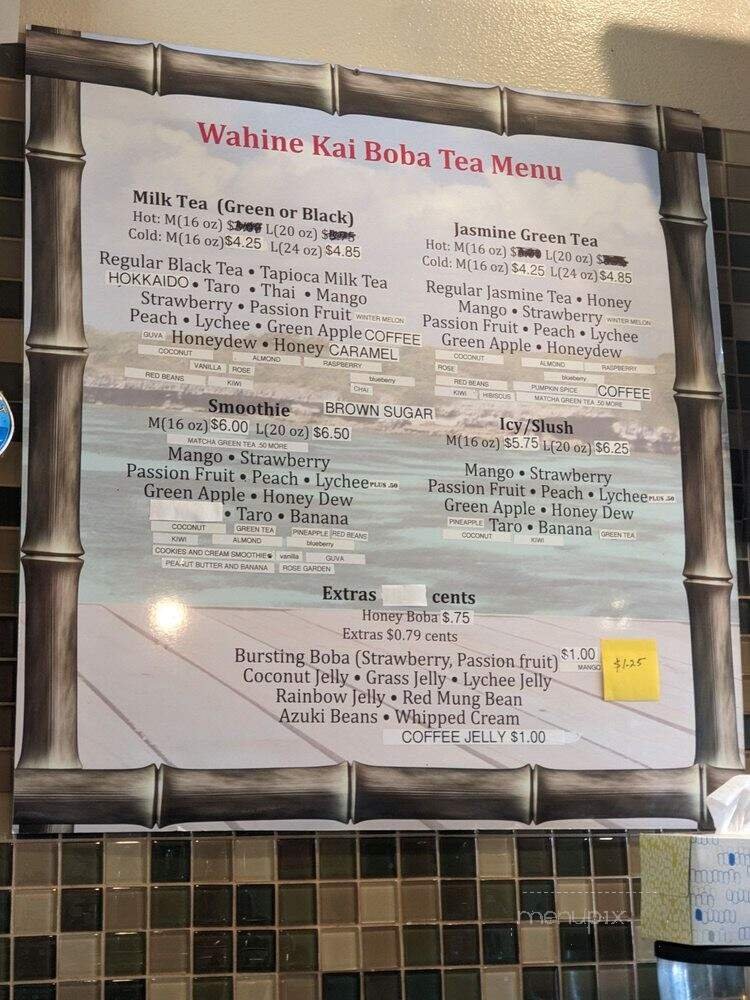 Wahine Kai Boba Tea Menu
Milk Tea (Green or Black)
Hot: M(16 oz) $ L(20 oz) $
Cold: M(16 oz)$4.25 L(24 oz)$4.85
Regular Black Tea • Tapioca Milk Tea
HOKKAIDO • Taro • Thai • Mango
Strawberry • Passion Fruit WINTER MELON
Peach • Lychee • Green Apple COFFEE
GUVA Honeydew • Honey CARAMEL
COCONUT ALMOND RASPBERRY
VANILLA ROSE
RED BEANS KIWI blueberry
CHAI
Jasmine Green Tea
Hot: M(16 oz) $ L(20 oz) $
Cold: M(16 oz) $4.25 L(24 oz)$4.85
Regular Jasmine Tea • Honey
Mango • Strawberry WINTER MELON
Passion Fruit • Peach • Lychee
Green Apple • Honeydew
COCONUT ALMOND RASPBERRY
ROSE blueberry
RED BEANS PUMPKIN SPICE COFFEE
KIWI HIBISCUS MATCHA GREEN TEA .50 MORE
Smoothie BROWN SUGAR
M(16 oz)$6.00 L(20 oz) $6.50
MATCHA GREEN TEA .50 MORE
Mango • Strawberry
Passion Fruit • Peach • Lychee PLUS .50
Green Apple • Honey Dew
• Taro • Banana
COCONUT GREEN TEA PINEAPPLE RED BEANS
KIWI ALMOND blueberry
COOKIES AND CREAM SMOOTHIES vanilla GUVA
PEANUT BUTTER AND BANANA ROSE GARDEN
Icy/Slush
M(16 oz) $5.75 L(20 oz) $6.25
Mango • Strawberry
Passion Fruit • Peach • Lychee PLUS .50
Green Apple • Honey Dew
PINEAPPLE Taro • Banana GREEN TEA
COCONUT KIWI
Extras cents
Honey Boba $.75
Extras $0.79 cents
Bursting Boba (Strawberry, Passion fruit) $1.00
MANGO $1.25
Coconut Jelly • Grass Jelly • Lychee Jelly
Rainbow Jelly • Red Mung Bean
Azuki Beans • Whipped Cream
COFFEE JELLY $1.00
menupix